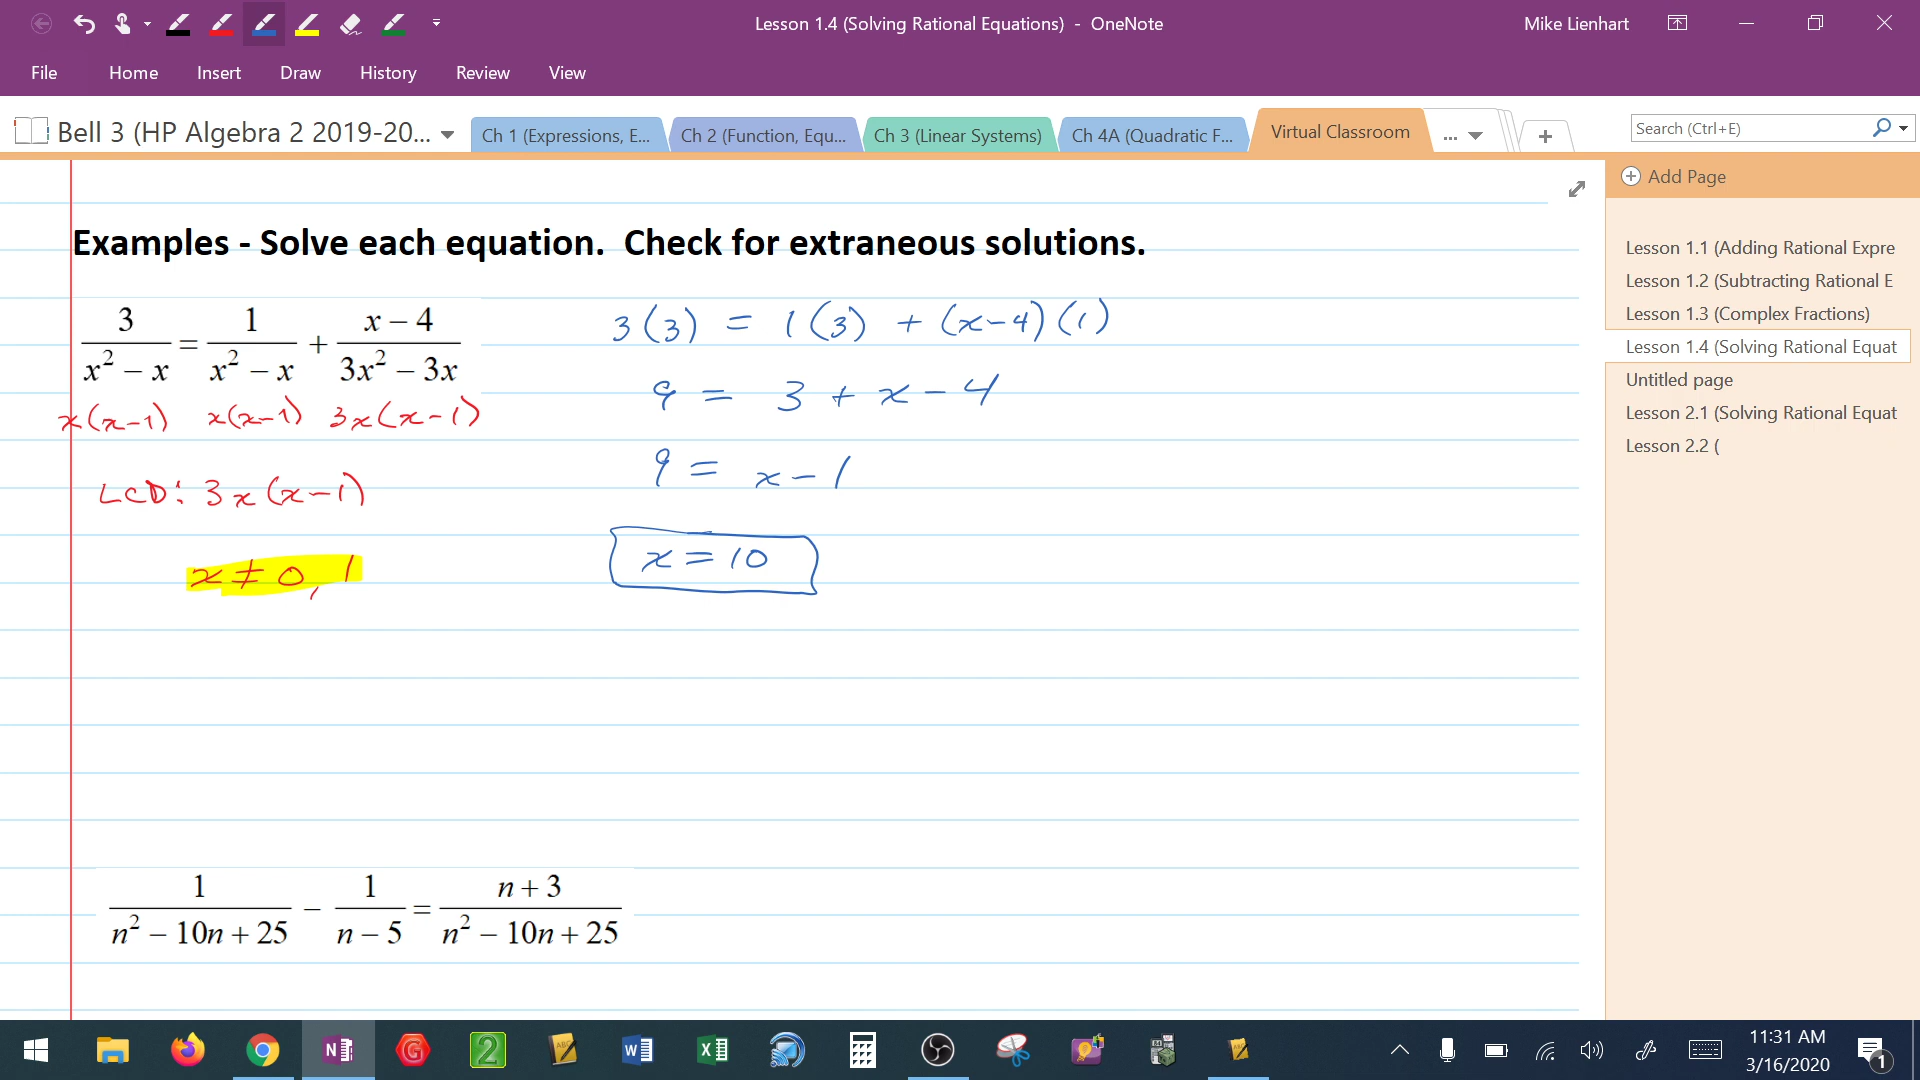 Lesson 1.4 (Solving Rational Equations) - OneNote
Mike Lienhart
File Home Insert Draw History Review View
Bell 3 (HP Algebra 2 2019-20...
Ch 1 (Expressions, E...
Ch 2 (Function, Equ...
Ch 3 (Linear Systems)
Ch 4A (Quadratic F...
Virtual Classroom
...
+
Search (Ctrl+E)
Add Page
Lesson 1.1 (Adding Rational Expre
Lesson 1.2 (Subtracting Rational E
Lesson 1.3 (Complex Fractions)
Lesson 1.4 (Solving Rational Equat
Untitled page
Lesson 2.1 (Solving Rational Equat
Lesson 2.2 (
Examples - Solve each equation. Check for extraneous solutions.
3/(x² − x) = 1/(x² − x) + (x − 4)/(3x² − 3x)
x(x-1) x(x-1) 3x(x-1)
LCD: 3x(x-1)
x ≠ 0, 1
3(3) = 1(3) + (x-4)(1)
9 = 3 + x - 4
9 = x - 1
x = 10
1/(n² − 10n + 25) − 1/(n − 5) = (n + 3)/(n² − 10n + 25)
11:31 AM
3/16/2020
1